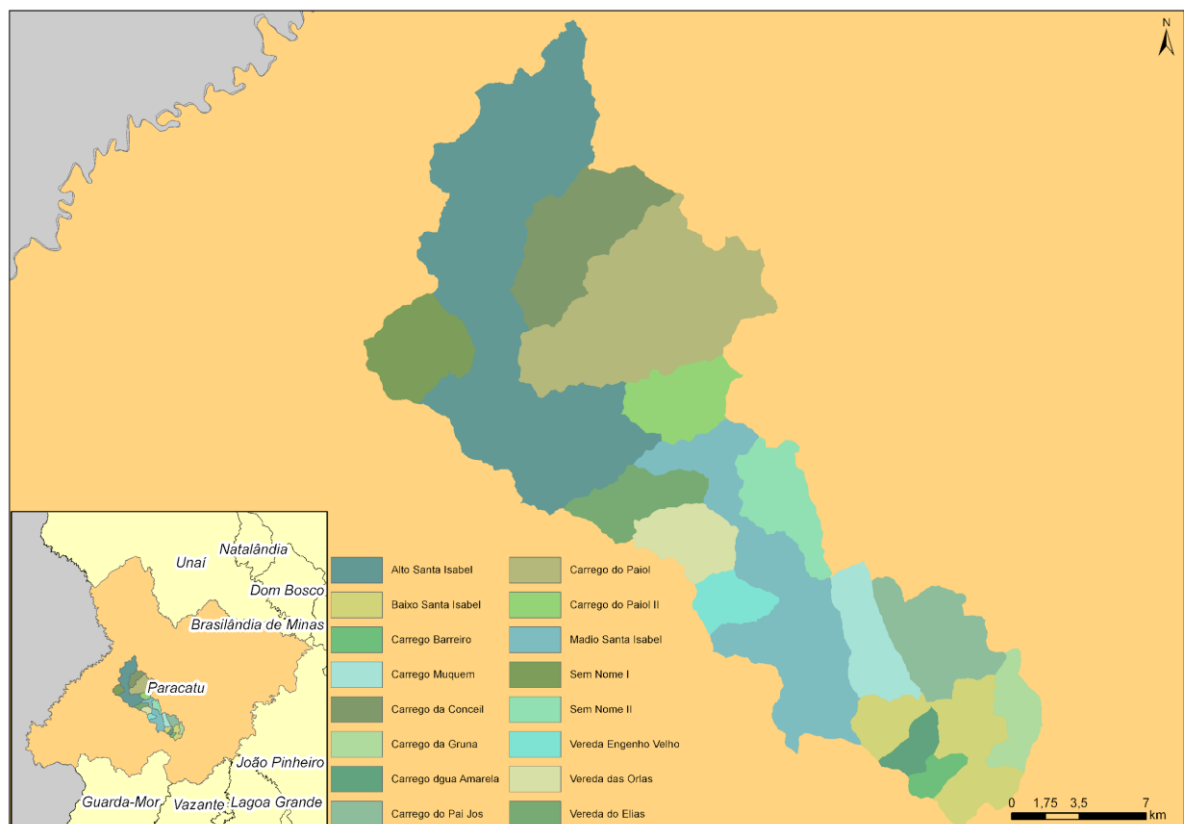 N
Unaí
Natalândia
Dom Bosco
Brasilândia de Minas
Paracatu
João Pinheiro
Guarda-Mor
Vazante
Lagoa Grande
Alto Santa Isabel
Baixo Santa Isabel
Carrego Barreiro
Carrego Muquem
Carrego da Conceil
Carrego da Gruna
Carrego dgua Amarela
Carrego do Pai Jos
Carrego do Paiol
Carrego do Paiol II
Madio Santa Isabel
Sem Nome I
Sem Nome II
Vereda Engenho Velho
Vereda das Orlas
Vereda do Elias
0 1,75 3,5 7
km